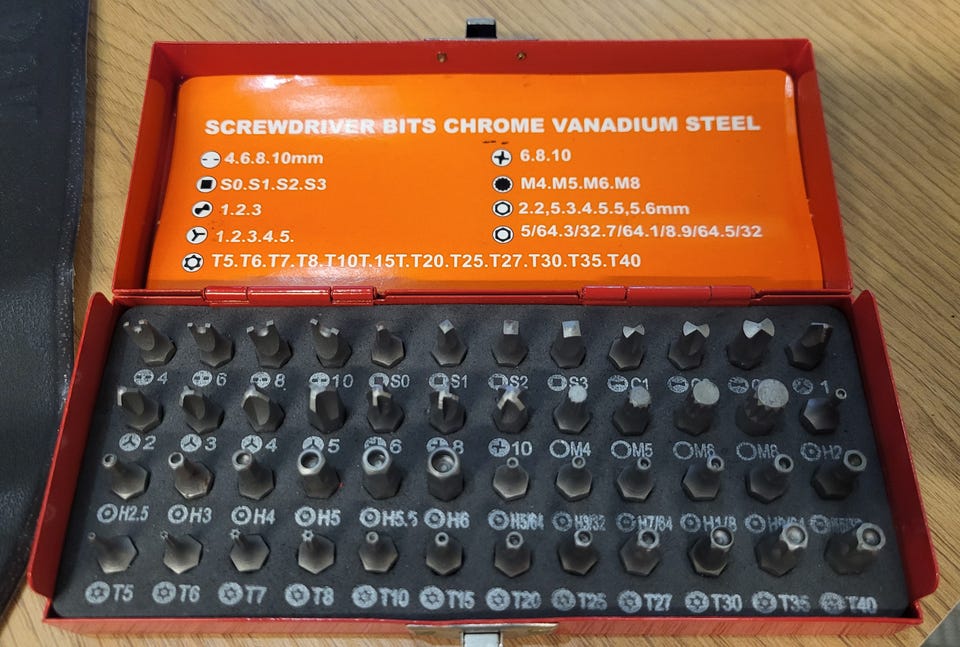 SCREWDRIVER BITS CHROME VANADIUM STEEL
4.6.8.10mm
6.8.10
S0.S1.S2.S3
M4.M5.M6.M8
1.2.3
2.2,5.3.4.5.5,5.6mm
1.2.3.4.5.
5/64.3/32.7/64.1/8.9/64.5/32
T5.T6.T7.T8.T10T.15T.T20.T25.T27.T30.T35.T40
4 6 8 10 S0 S1 S2 S3 C1 1
2 3 4 5 6 8 10 M4 M5 M6 M8 H2
H2.5 H3 H4 H5 H5.5 H6 H5/64 H3/32 H7/64 H1/8 H9/64
T5 T6 T7 T8 T10 T15 T20 T25 T27 T30 T35 T40